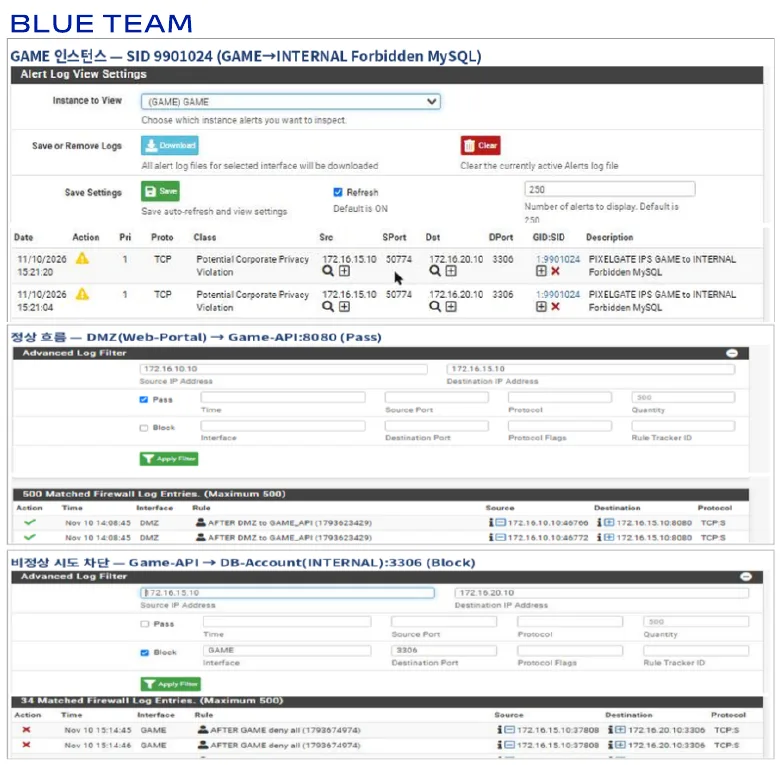 BLUE TEAM
GAME 인스턴스 — SID 9901024 (GAME→INTERNAL Forbidden MySQL)
Alert Log View Settings
Instance to View
(GAME) GAME
Choose which instance alerts you want to inspect.
Save or Remove Logs
Download
Clear
All alert log files for selected interface will be downloaded
Clear the currently active Alerts log file
Save Settings
Save
Refresh
250
Save auto-refresh and view settings
Default is ON
Number of alerts to display. Default is
250
Date Action Pri Proto Class Src SPort Dst DPort GID:SID Description
11/10/2026 1 TCP Potential Corporate Privacy 172.16.15.10 50774 172.16.20.10 3306 1:9901024 PIXELGATE IPS GAME to INTERNAL
15:21:20 Violation Forbidden MySQL
11/10/2026 1 TCP Potential Corporate Privacy 172.16.15.10 50774 172.16.20.10 3306 1:9901024 PIXELGATE IPS GAME to INTERNAL
15:21:04 Violation Forbidden MySQL
정상 흐름 — DMZ(Web-Portal) → Game-API:8080 (Pass)
Advanced Log Filter
172.16.10.10 172.16.15.10
Source IP Address Destination IP Address
Pass 500
Time Source Port Protocol Quantity
Block
Interface Destination Port Protocol Flags Rule Tracker ID
Apply Filter
500 Matched Firewall Log Entries. (Maximum 500)
Action Time Interface Rule Source Destination Protocol
Nov 10 14:08:45 DMZ AFTER DMZ to GAME_API (1793623429) 172.16.10.10:46766 172.16.15.10:8080 TCP:S
Nov 10 14:08:45 DMZ AFTER DMZ to GAME_API (1793623429) 172.16.10.10:46772 172.16.15.10:8080 TCP:S
비정상 시도 차단 — Game-API → DB-Account(INTERNAL):3306 (Block)
Advanced Log Filter
172.16.15.10 172.16.20.10
Source IP Address Destination IP Address
Pass 500
Time Source Port Protocol Quantity
Block GAME 3306
Interface Destination Port Protocol Flags Rule Tracker ID
Apply Filter
34 Matched Firewall Log Entries. (Maximum 500)
Action Time Interface Rule Source Destination Protocol
Nov 10 15:14:45 GAME AFTER GAME deny all (1793674974) 172.16.15.10:37808 172.16.20.10:3306 TCP:S
Nov 10 15:14:46 GAME AFTER GAME deny all (1793674974) 172.16.15.10:37808 172.16.20.10:3306 TCP:S